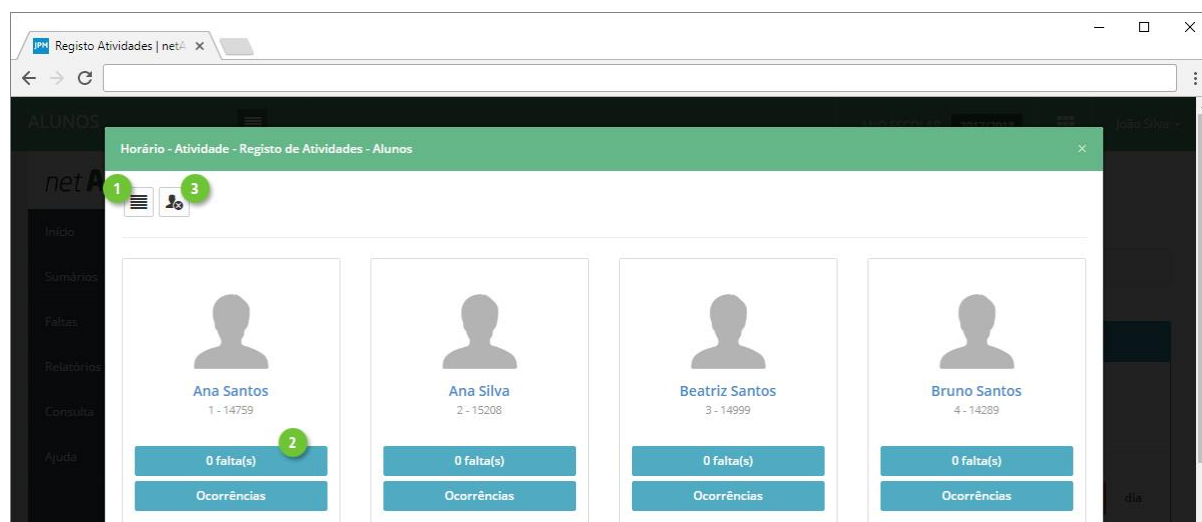 JPM Registo Atividades | netA
ALUNOS ANO ESCOLAR 2017/2018 João Silva
Horário - Atividade - Registo de Atividades - Alunos
net A
1 3
Início
Sumários
Faltas
Relatórios
Consulta
Ajuda
Ana Santos Ana Silva Beatriz Santos Bruno Santos
1 - 14759 2 - 15208 3 - 14999 4 - 14289
2
0 falta(s) 0 falta(s) 0 falta(s) 0 falta(s)
Ocorrências Ocorrências Ocorrências Ocorrências
dia